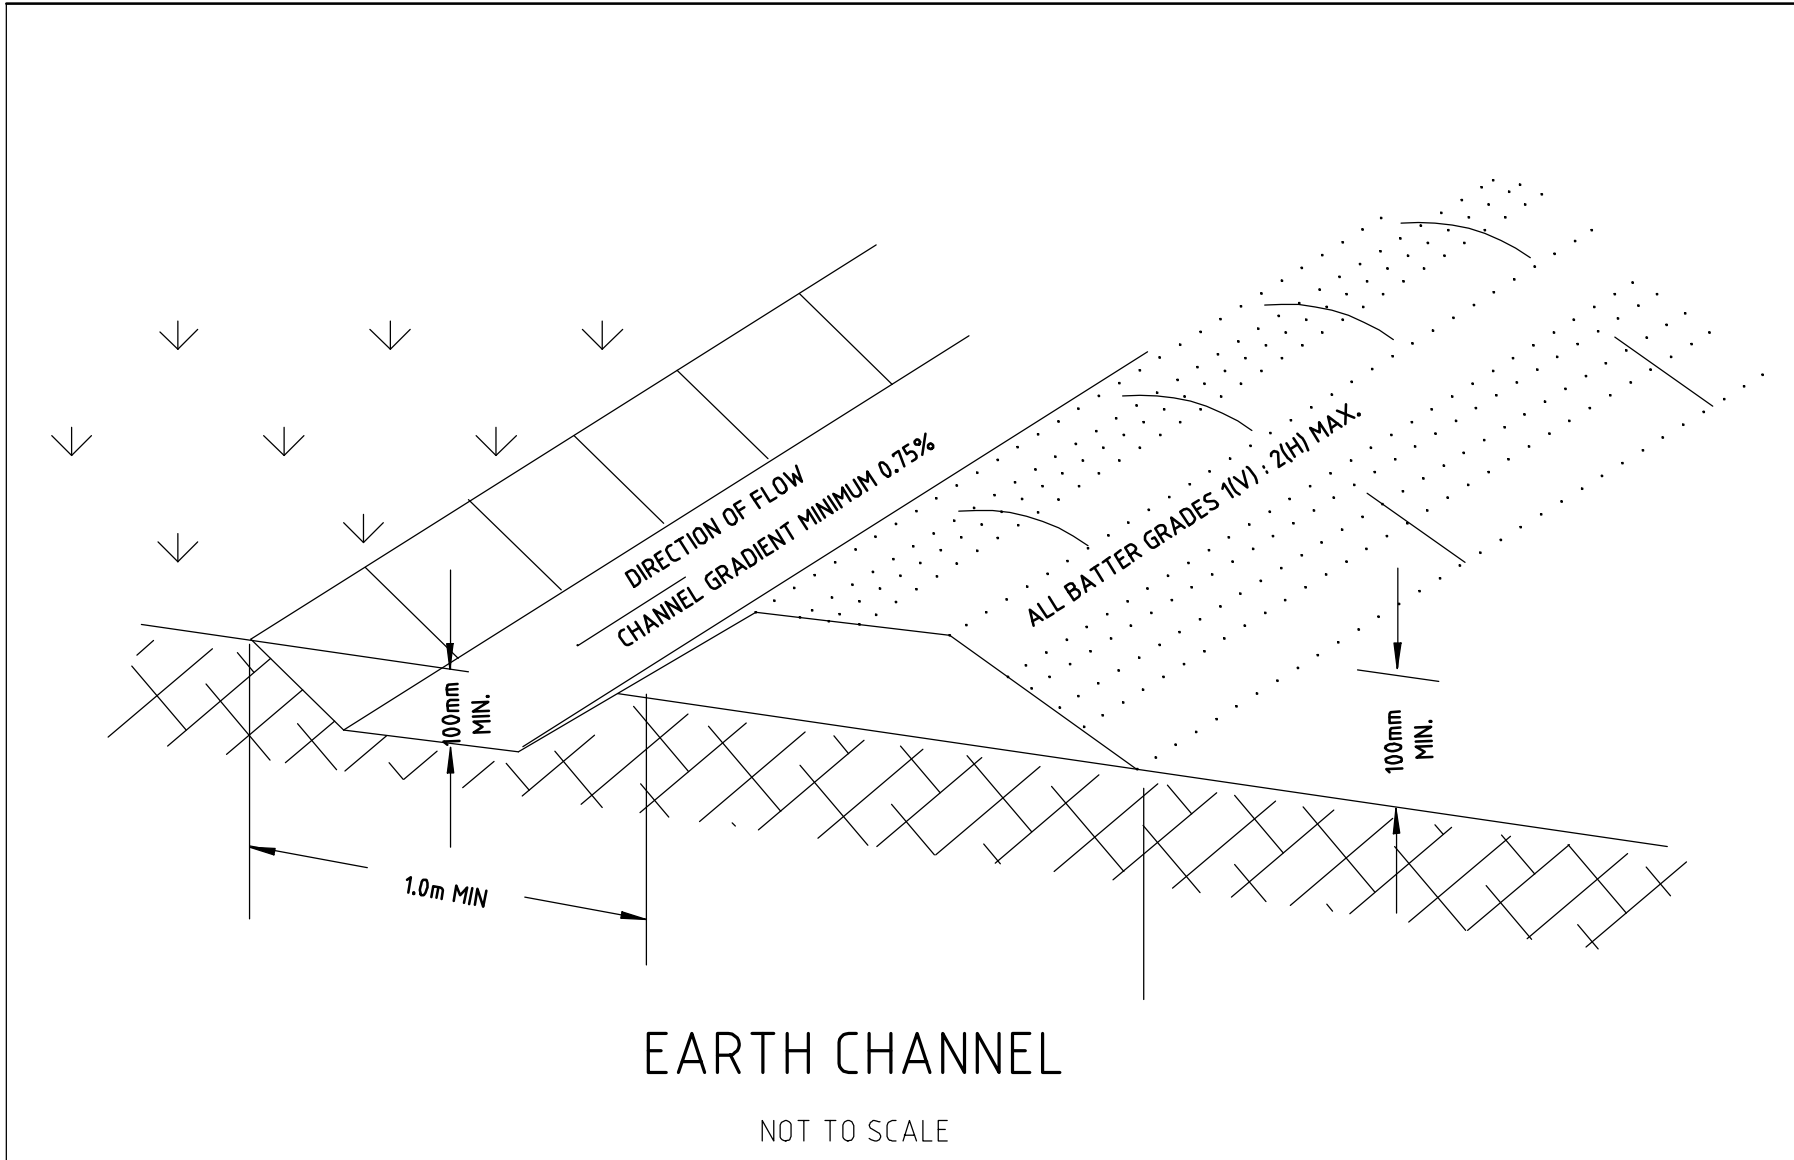 DIRECTION OF FLOW
CHANNEL GRADIENT MINIMUM 0.75%
ALL BATTER GRADES 1(V) : 2(H) MAX.
100mm
MIN.
100mm
MIN.
1.0m MIN
EARTH CHANNEL
NOT TO SCALE